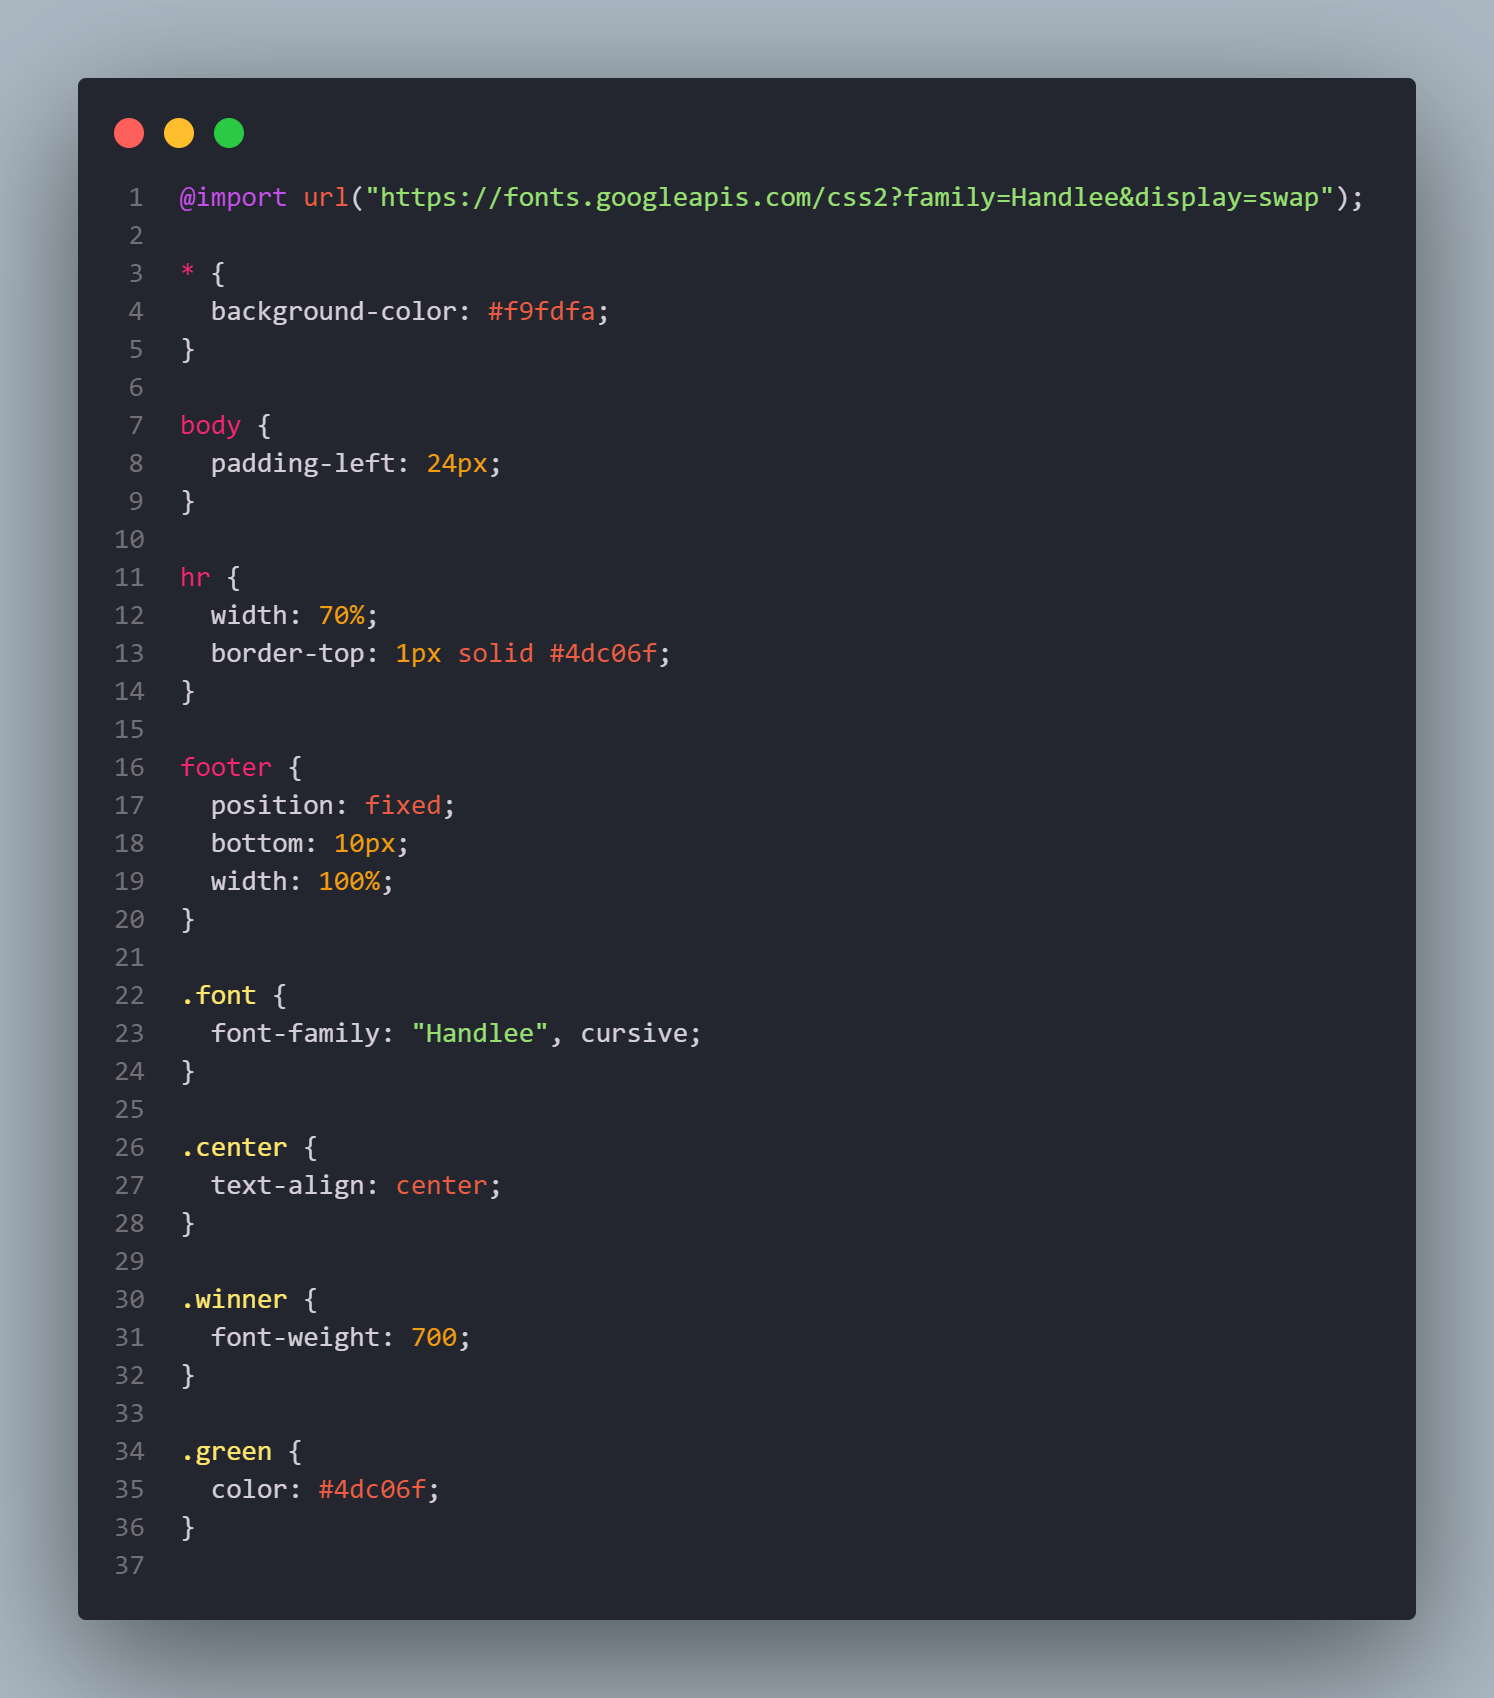 1 @import url("https://fonts.googleapis.com/css2?family=Handlee&display=swap");
2
3 * {
4   background-color: #f9fdfa;
5 }
6
7 body {
8   padding-left: 24px;
9 }
10
11 hr {
12   width: 70%;
13   border-top: 1px solid #4dc06f;
14 }
15
16 footer {
17   position: fixed;
18   bottom: 10px;
19   width: 100%;
20 }
21
22 .font {
23   font-family: "Handlee", cursive;
24 }
25
26 .center {
27   text-align: center;
28 }
29
30 .winner {
31   font-weight: 700;
32 }
33
34 .green {
35   color: #4dc06f;
36 }
37